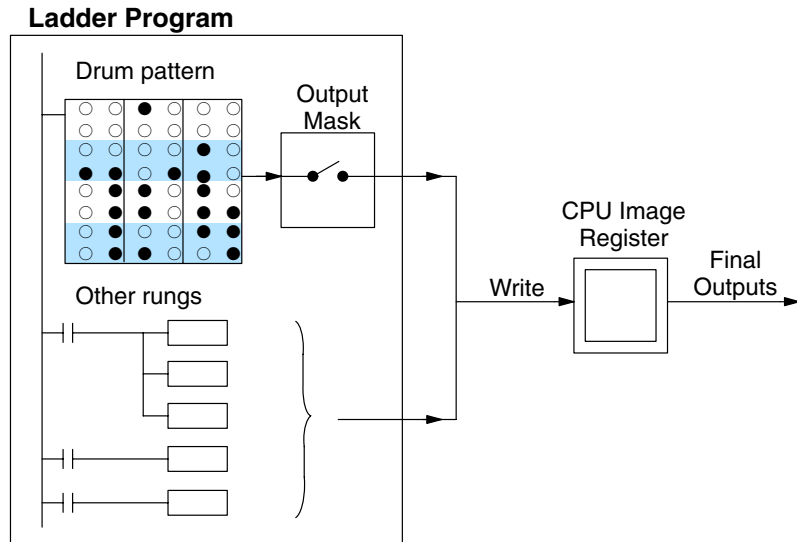 Ladder Program
Drum pattern
Output
Mask
CPU Image
Register
Final
Outputs
Write
Other rungs